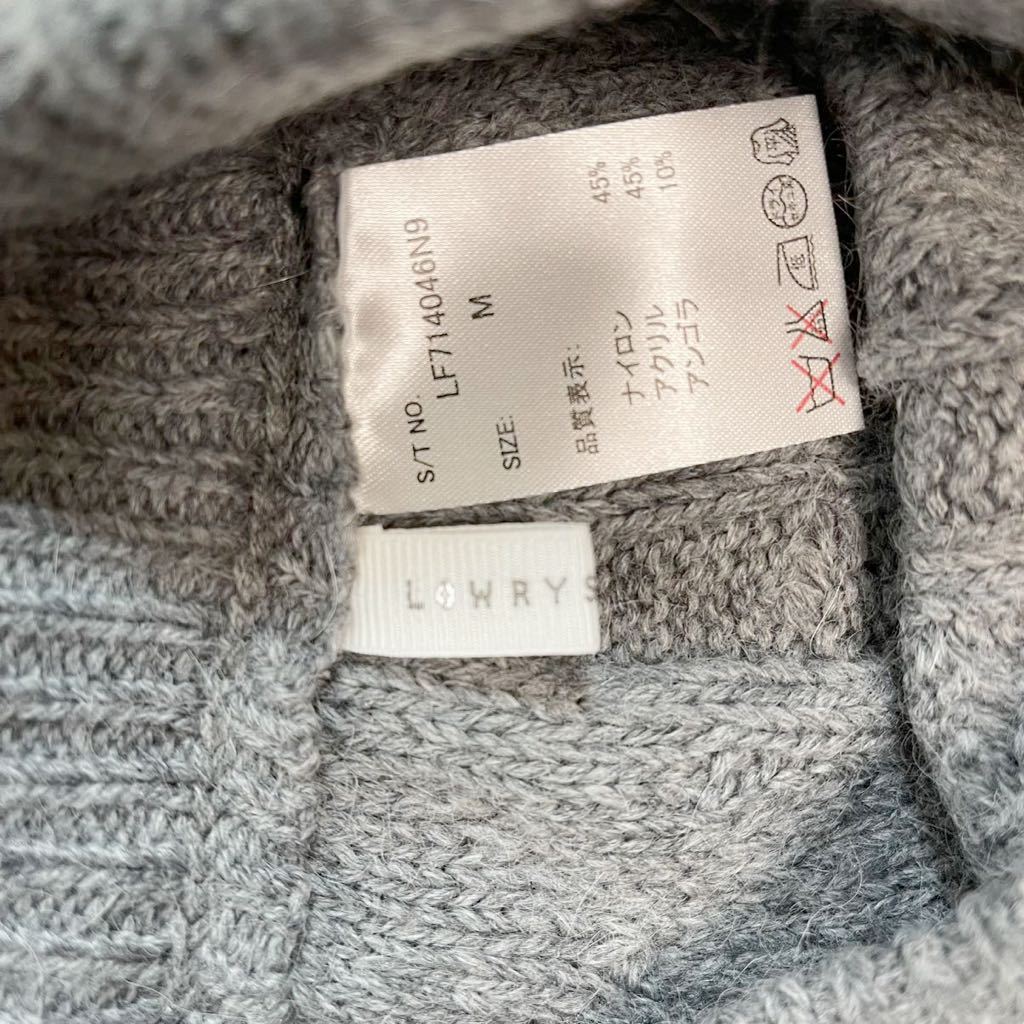 S/T NO.
LF714046N9
SIZE: M
品質表示:
ナイロン 45%
アクリル 45%
アンゴラ 10%
LOWRYS